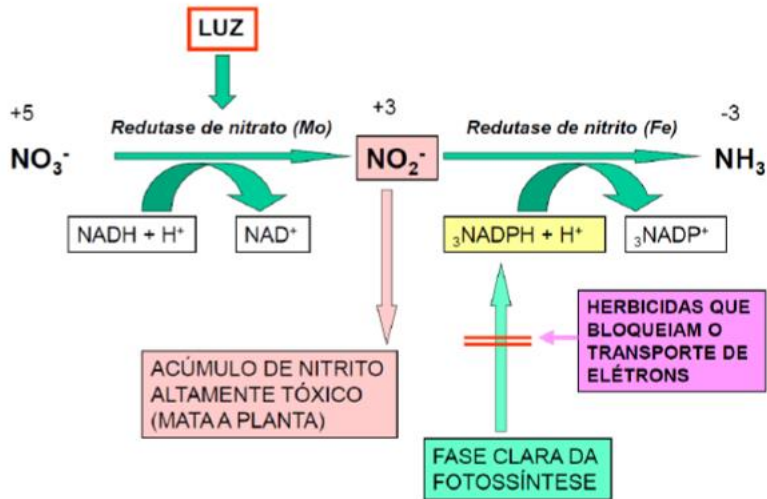 LUZ
+5
+3
-3
Redutase de nitrato (Mo)
Redutase de nitrito (Fe)
NO₃⁻
NO₂⁻
NH₃
NADH + H⁺
NAD⁺
₃NADPH + H⁺
₃NADP⁺
HERBICIDAS QUE
BLOQUEIAM O
TRANSPORTE DE
ELÉTRONS
ACÚMULO DE NITRITO
ALTAMENTE TÓXICO
(MATA A PLANTA)
FASE CLARA DA
FOTOSSÍNTESE